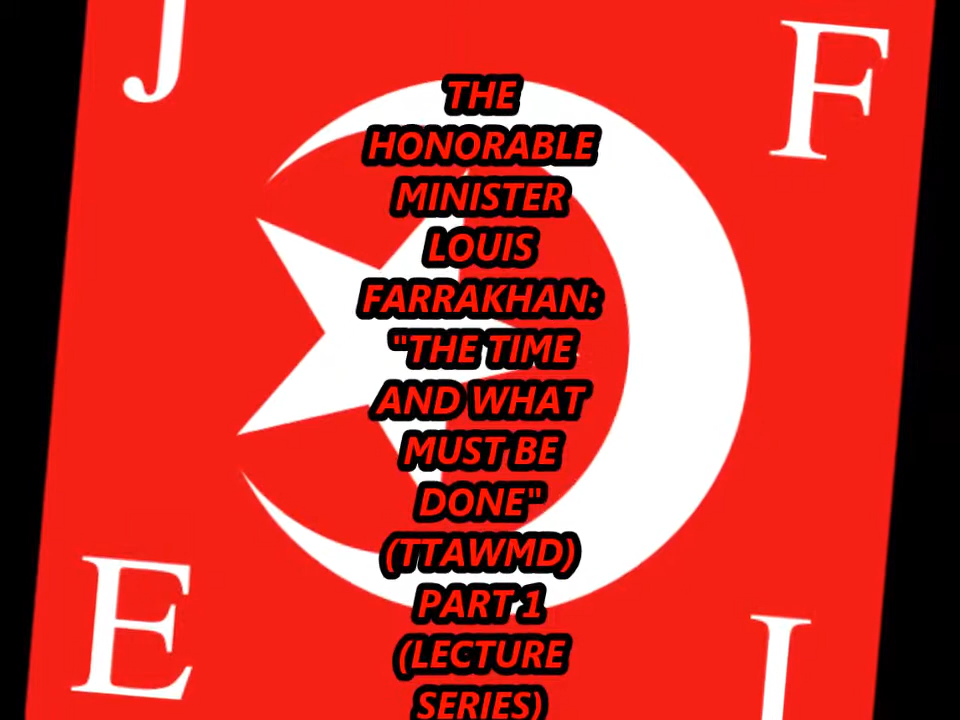 J
F
THE
HONORABLE
MINISTER
LOUIS
FARRAKHAN:
"THE TIME
AND WHAT
MUST BE
DONE"
(TTAWMD)
PART 1
(LECTURE
SERIES)
E
I